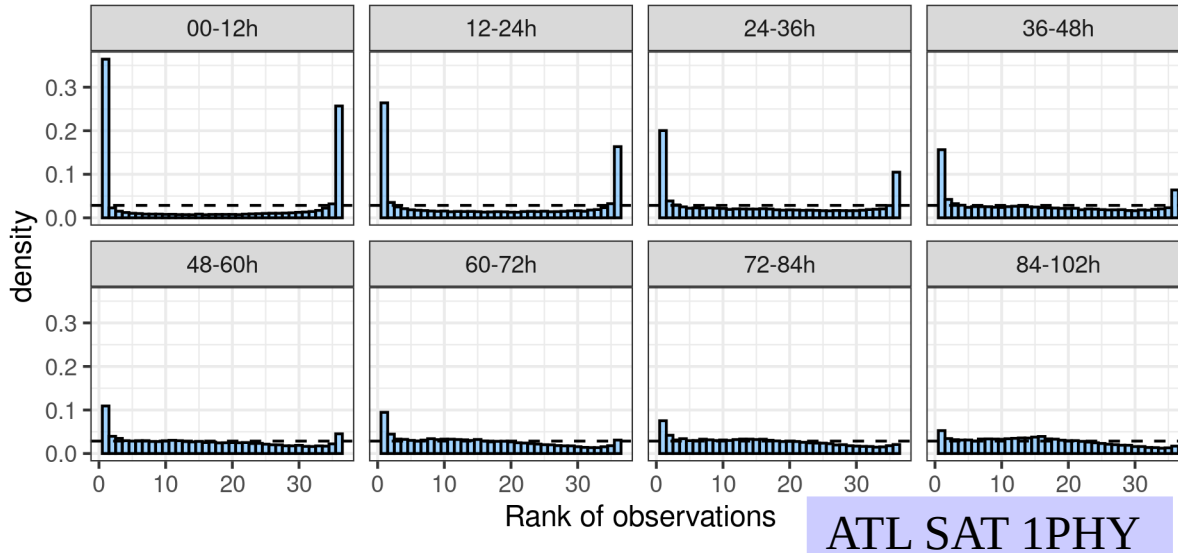 00-12h 12-24h 24-36h 36-48h
0.3
0.2
0.1
0.0
density
48-60h 60-72h 72-84h 84-102h
0.3
0.2
0.1
0.0
0 10 20 30 0 10 20 30 0 10 20 30 0 10 20 30
Rank of observations
ATL SAT 1PHY